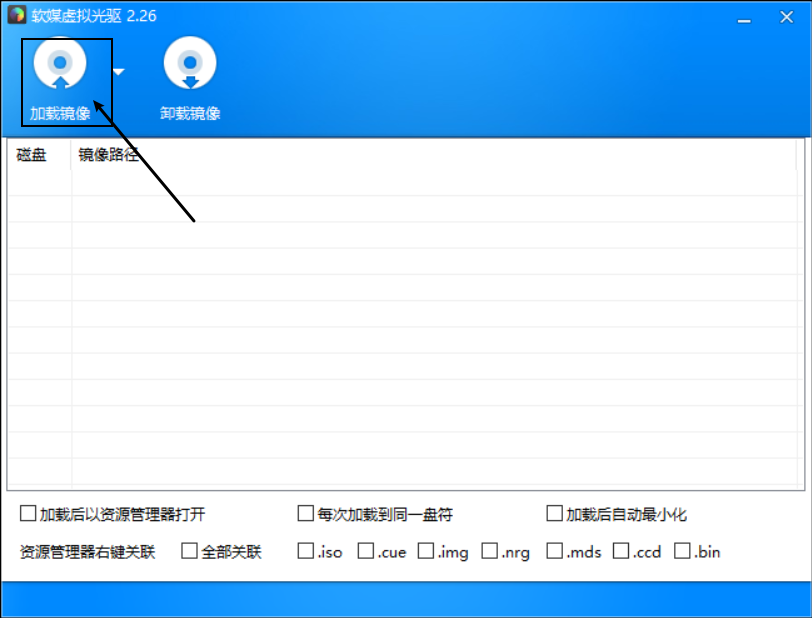 软媒虚拟光驱 2.26
加载镜像 卸载镜像
磁盘 镜像路径
加载后以资源管理器打开 每次加载到同一盘符 加载后自动最小化
资源管理器右键关联 全部关联 .iso .cue .img .nrg .mds .ccd .bin